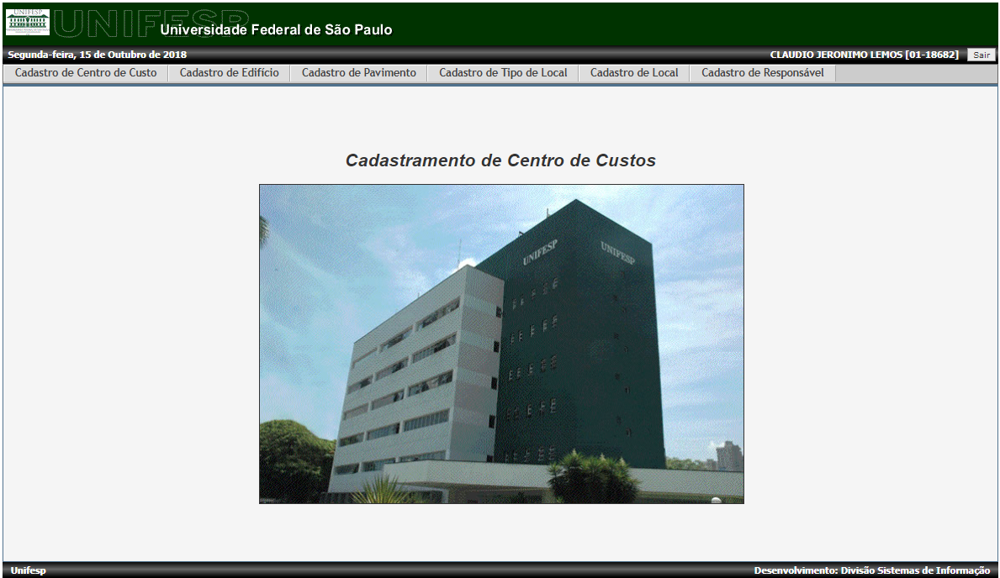 UNIFESP
UNIFESP
Universidade Federal de São Paulo
Segunda-feira, 15 de Outubro de 2018
CLAUDIO JERONIMO LEMOS [01-18682]
Sair
Cadastro de Centro de Custo
Cadastro de Edifício
Cadastro de Pavimento
Cadastro de Tipo de Local
Cadastro de Local
Cadastro de Responsável
Cadastramento de Centro de Custos
UNIFESP
UNIFESP
Unifesp
Desenvolvimento: Divisão Sistemas de Informação